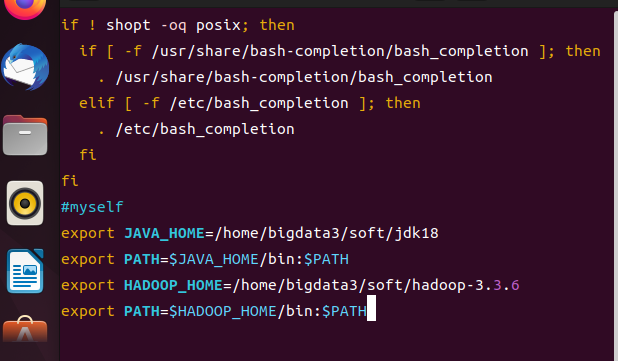 if ! shopt -oq posix; then
  if [ -f /usr/share/bash-completion/bash_completion ]; then
    . /usr/share/bash-completion/bash_completion
  elif [ -f /etc/bash_completion ]; then
    . /etc/bash_completion
  fi
fi
#myself
export JAVA_HOME=/home/bigdata3/soft/jdk18
export PATH=$JAVA_HOME/bin:$PATH
export HADOOP_HOME=/home/bigdata3/soft/hadoop-3.3.6
export PATH=$HADOOP_HOME/bin:$PATH